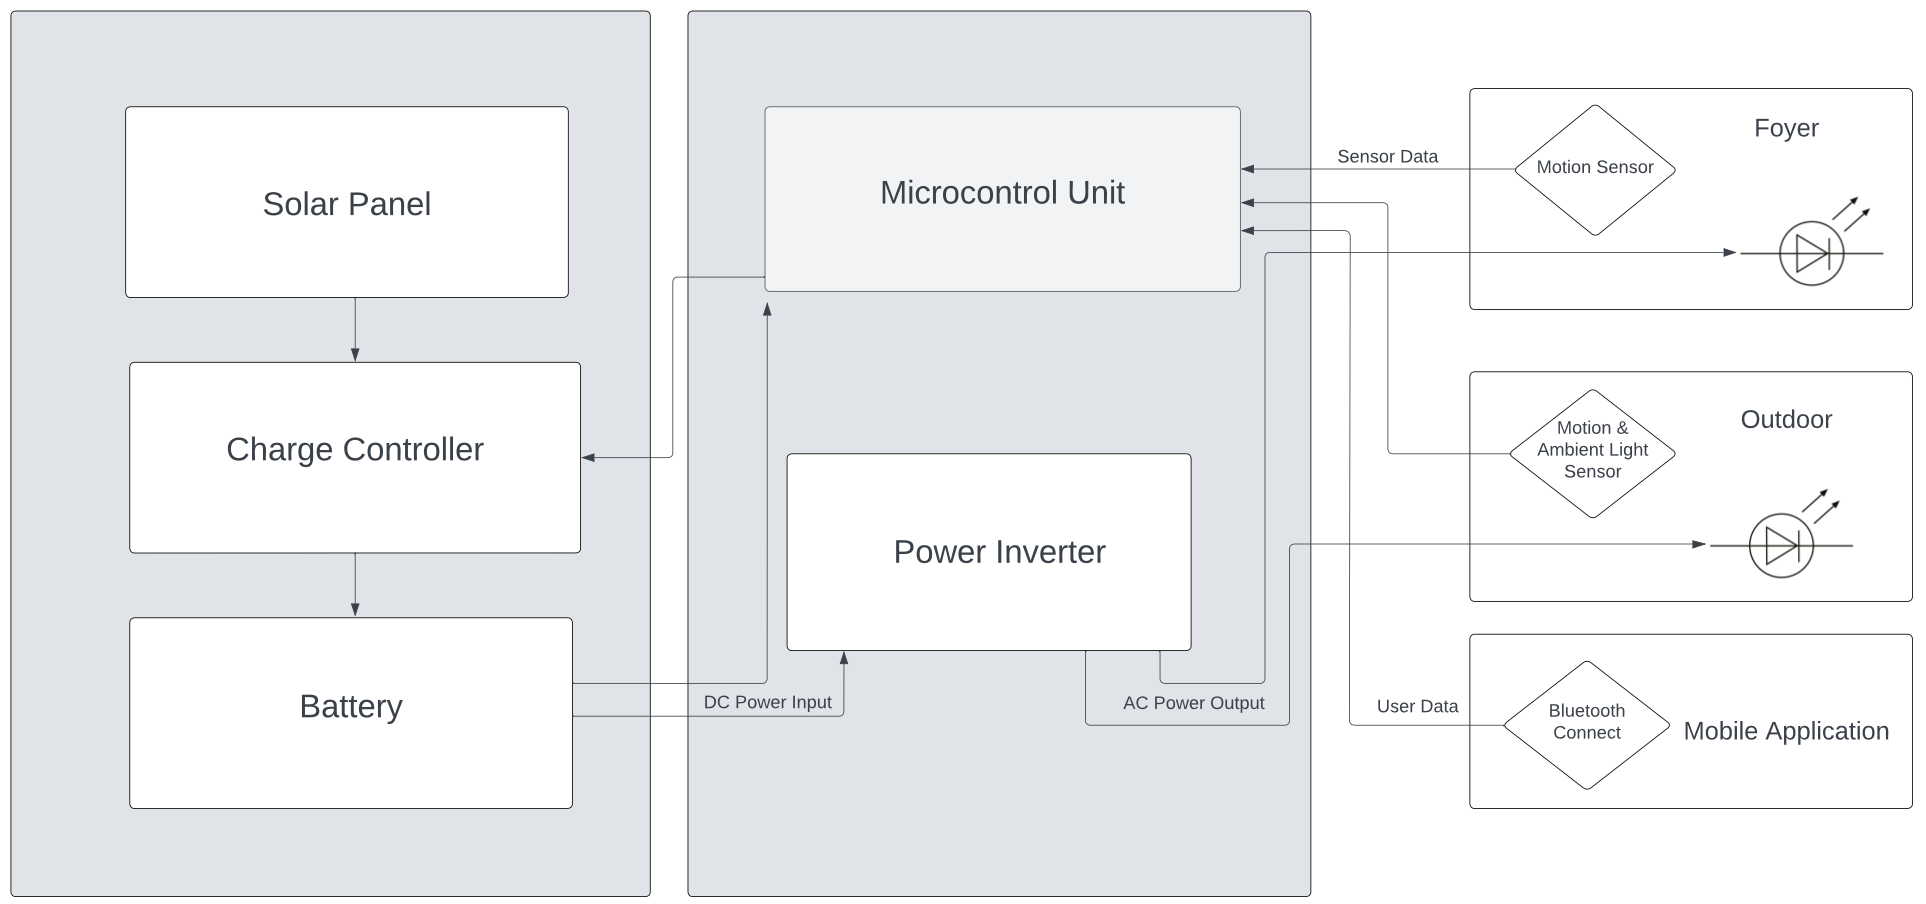 Solar Panel
Charge Controller
Battery
Microcontrol Unit
Power Inverter
DC Power Input
AC Power Output
Sensor Data
User Data
Motion Sensor
Foyer
Motion &
Ambient Light
Sensor
Outdoor
Bluetooth
Connect
Mobile Application